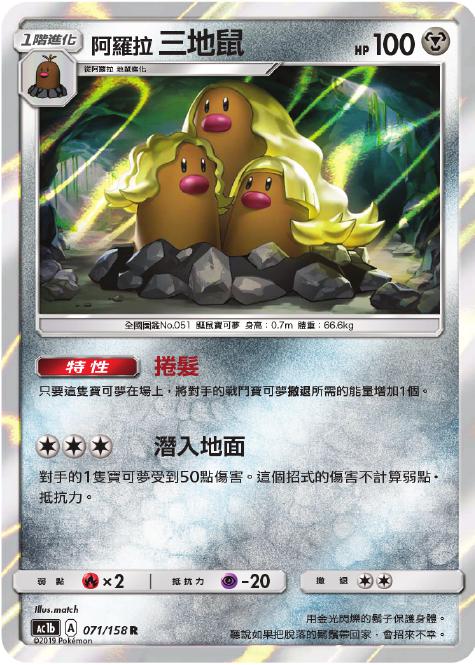 1階進化
阿羅拉 三地鼠
HP 100
從阿羅拉 地鼠進化
全國圖鑑No.051 鼴鼠寶可夢 身高：0.7m 體重：66.6kg
特性 捲髮
只要這隻寶可夢在場上，將對手的戰鬥寶可夢撤退所需的能量增加1個。
潛入地面
對手的1隻寶可夢受到50點傷害。這個招式的傷害不計算弱點・
抵抗力。
弱點 ×2 抵抗力 -20 撤退
Illus.match
AC1b A 071/158 R
©2019 Pokémon
用金光閃爍的鬍子保護身體。
聽說如果把脫落的鬍鬚帶回家，會招來不幸。